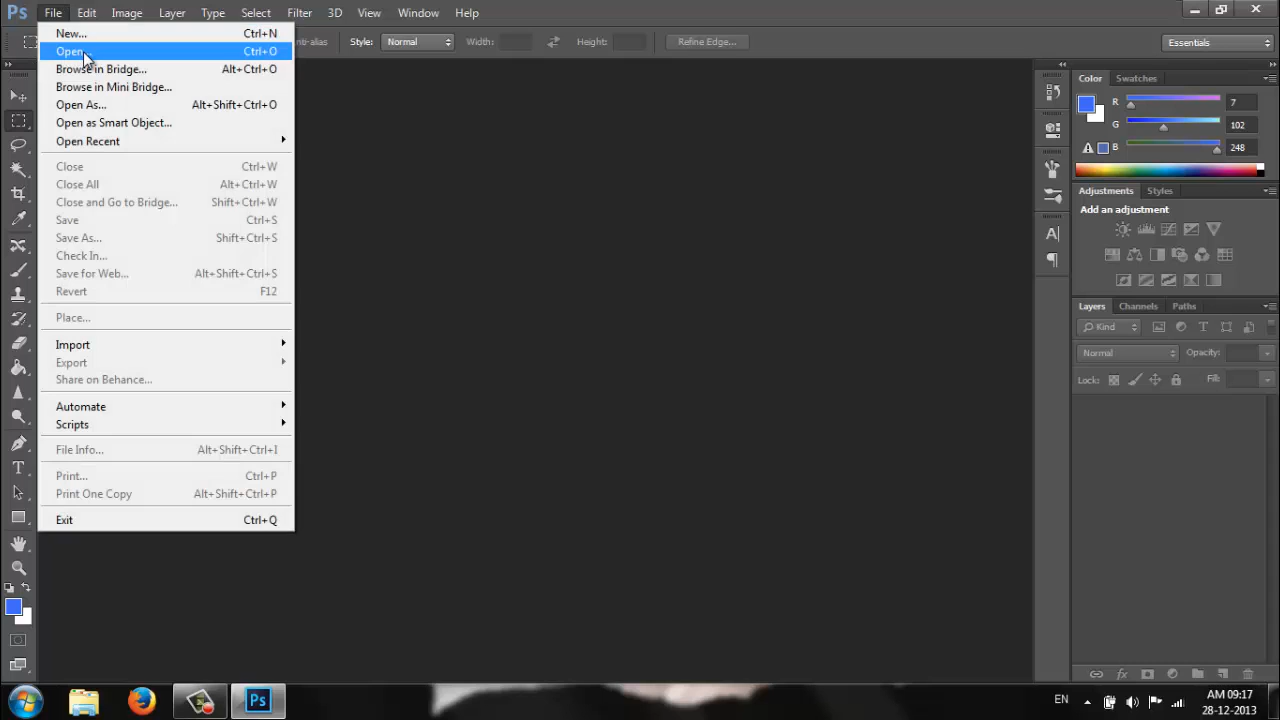 Ps File Edit Image Layer Type Select Filter 3D View Window Help
Anti-alias Style: Normal Width: Height: Refine Edge... Essentials
New... Ctrl+N
Open... Ctrl+O
Browse in Bridge... Alt+Ctrl+O
Browse in Mini Bridge...
Open As... Alt+Shift+Ctrl+O
Open as Smart Object...
Open Recent
Close Ctrl+W
Close All Alt+Ctrl+W
Close and Go to Bridge... Shift+Ctrl+W
Save Ctrl+S
Save As... Shift+Ctrl+S
Check In...
Save for Web... Alt+Shift+Ctrl+S
Revert F12
Place...
Import
Export
Share on Behance...
Automate
Scripts
File Info... Alt+Shift+Ctrl+I
Print... Ctrl+P
Print One Copy Alt+Shift+Ctrl+P
Exit Ctrl+Q
Color Swatches
R 7
G 102
B 248
Adjustments Styles
Add an adjustment
Layers Channels Paths
Kind
Normal Opacity:
Lock: Fill:
Ps EN AM 09:17
28-12-2013